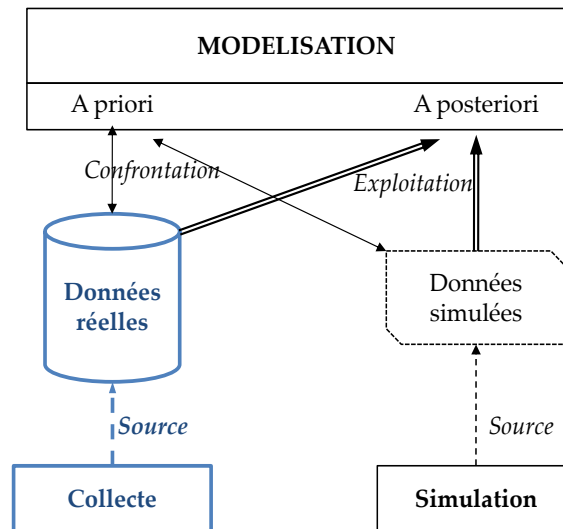 MODELISATION
A priori
A posteriori
Confrontation
Exploitation
Données
réelles
Données
simulées
Source
Source
Collecte
Simulation